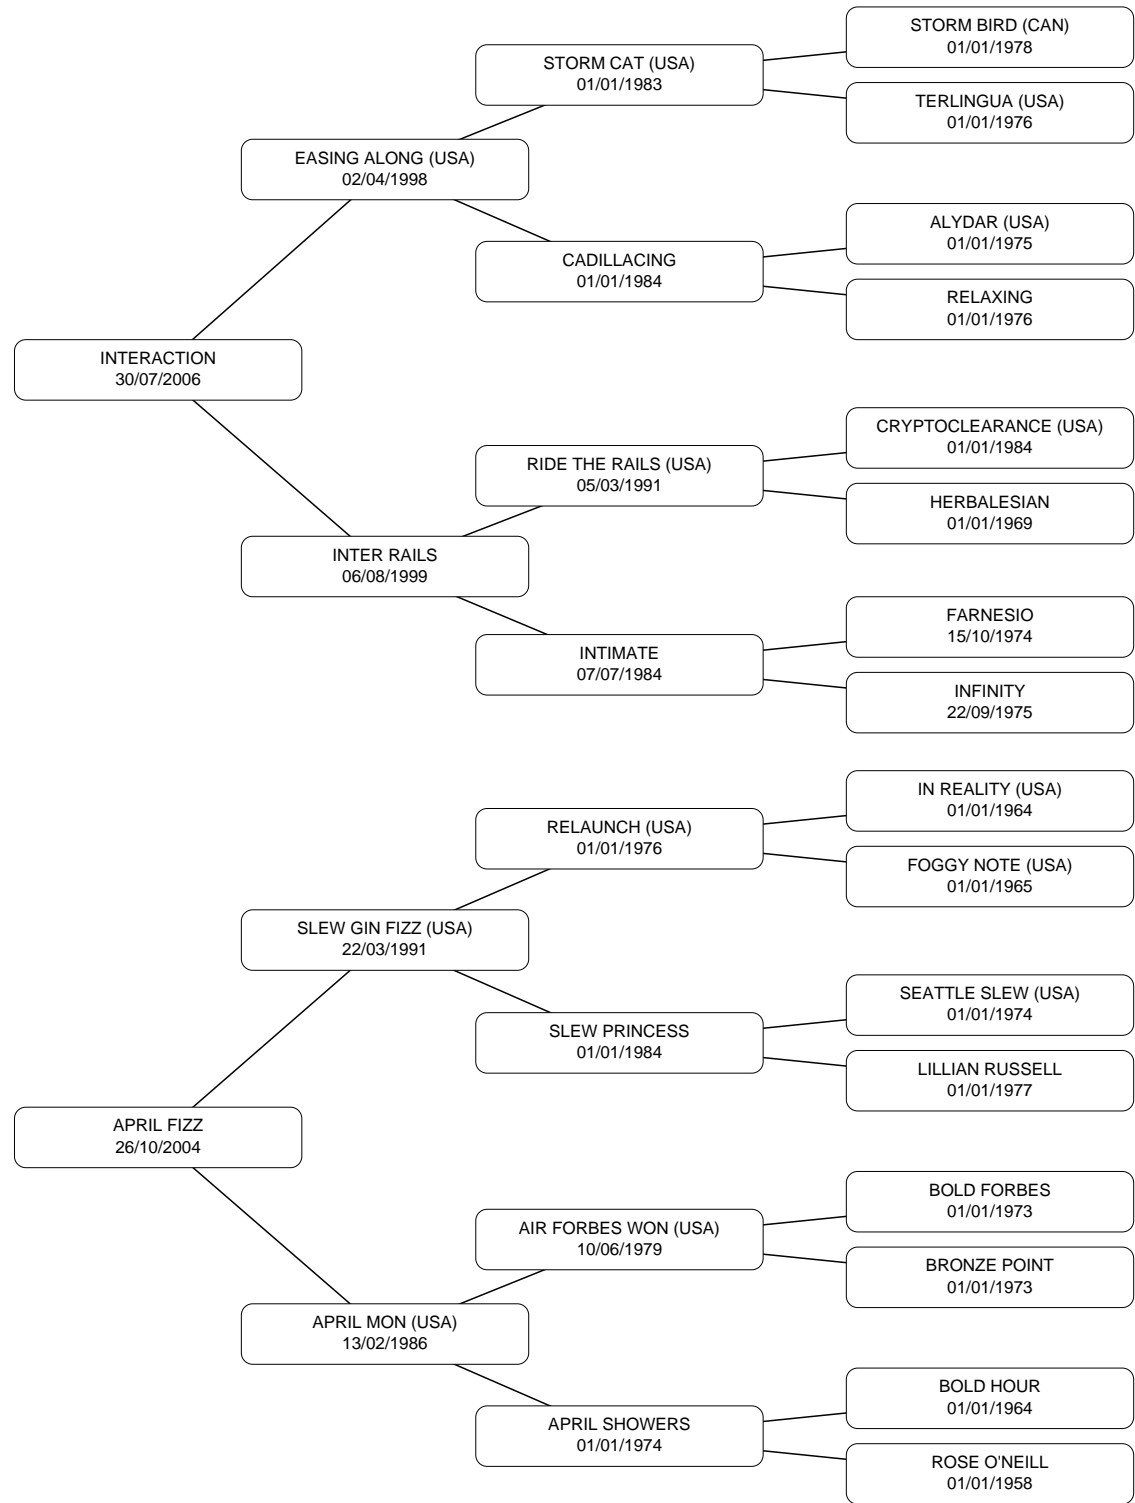 STORM BIRD (CAN)
01/01/1978
STORM CAT (USA)
01/01/1983
TERLINGUA (USA)
01/01/1976
EASING ALONG (USA)
02/04/1998
ALYDAR (USA)
01/01/1975
CADILLACING
01/01/1984
RELAXING
01/01/1976
INTERACTION
30/07/2006
CRYPTOCLEARANCE (USA)
01/01/1984
RIDE THE RAILS (USA)
05/03/1991
HERBALESIAN
01/01/1969
INTER RAILS
06/08/1999
FARNESIO
15/10/1974
INTIMATE
07/07/1984
INFINITY
22/09/1975
IN REALITY (USA)
01/01/1964
RELAUNCH (USA)
01/01/1976
FOGGY NOTE (USA)
01/01/1965
SLEW GIN FIZZ (USA)
22/03/1991
SEATTLE SLEW (USA)
01/01/1974
SLEW PRINCESS
01/01/1984
LILLIAN RUSSELL
01/01/1977
APRIL FIZZ
26/10/2004
BOLD FORBES
01/01/1973
AIR FORBES WON (USA)
10/06/1979
BRONZE POINT
01/01/1973
APRIL MON (USA)
13/02/1986
BOLD HOUR
01/01/1964
APRIL SHOWERS
01/01/1974
ROSE O'NEILL
01/01/1958